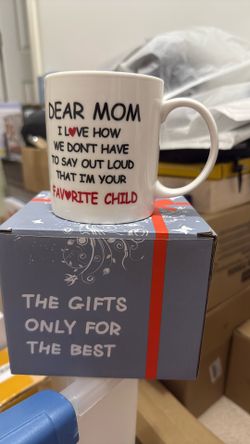 DEAR MOM
I LOVE HOW
WE DON'T HAVE
TO SAY OUT LOUD
THAT I'M YOUR
FAVORITE CHILD
THE GIFTS
ONLY FOR
THE BEST